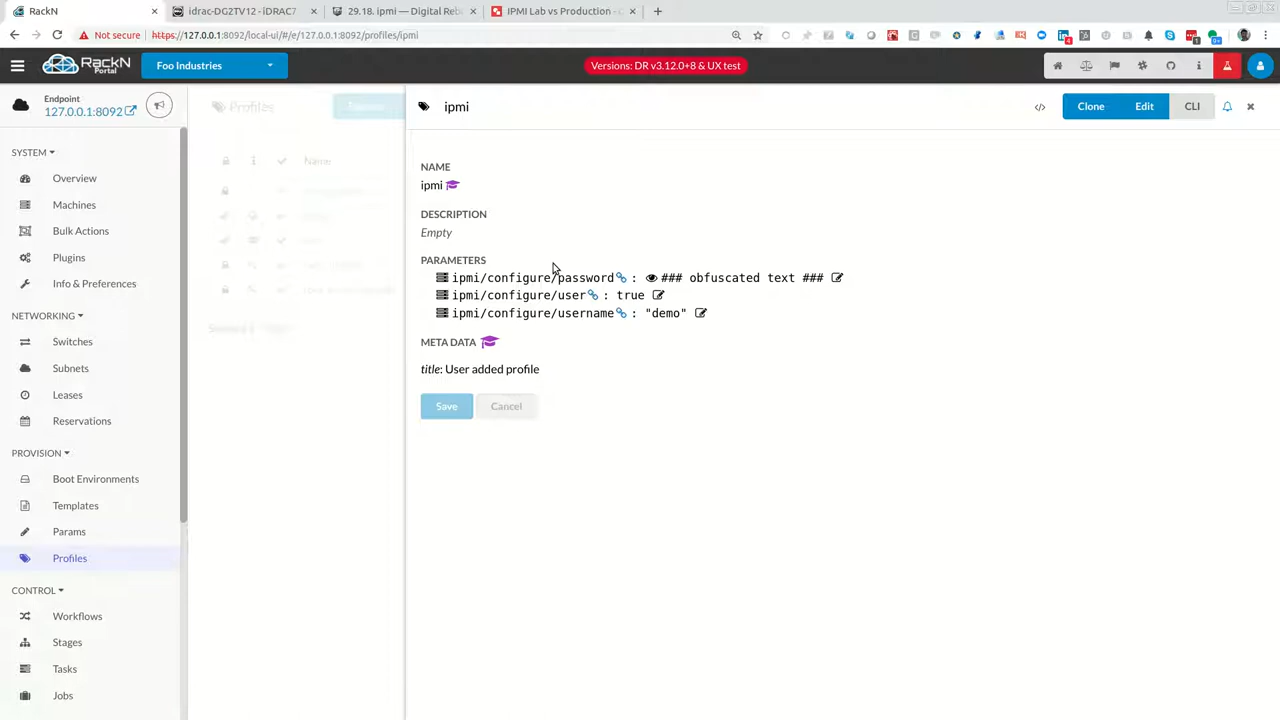 RackN
idrac-DG2TV12 - iDRAC7
29.18. ipmi — Digital Reb
IPMI Lab vs Production -
Not secure
https://127.0.0.1:8092/local-ui/#/e/127.0.0.1:8092/profiles/ipmi
RackN
Portal
Foo Industries
Versions: DR v3.12.0+8 & UX test
Endpoint
127.0.0.1:8092
Profiles
ipmi
Clone
Edit
CLI
SYSTEM
Overview
Machines
Bulk Actions
Plugins
Info & Preferences
NETWORKING
Switches
Subnets
Leases
Reservations
PROVISION
Boot Environments
Templates
Params
Profiles
CONTROL
Workflows
Stages
Tasks
Jobs
Name
NAME
ipmi
DESCRIPTION
Empty
PARAMETERS
ipmi/configure/password : ### obfuscated text ###
ipmi/configure/user : true
ipmi/configure/username : "demo"
META DATA
title: User added profile
Save
Cancel